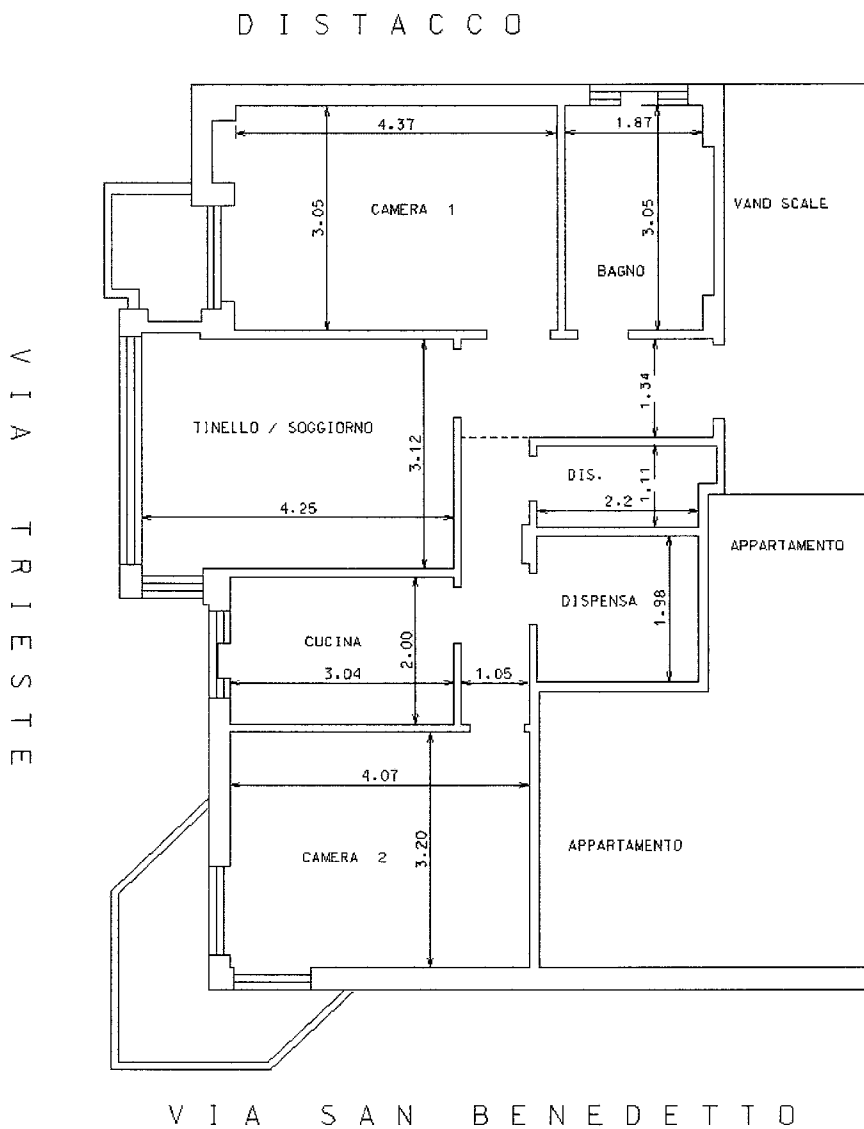 DISTACCO
4.37
1.87
CAMERA 1
3.05
3.05
VAND SCALE
BAGNO
VIA TRIESTE
TINELLO / SOGGIORNO
3.12
1.34
4.25
DIS.
1.11
2.2
APPARTAMENTO
DISPENSA
1.98
CUCINA
2.00
3.04
1.05
4.07
CAMERA 2
3.20
APPARTAMENTO
VIA SAN BENEDETTO